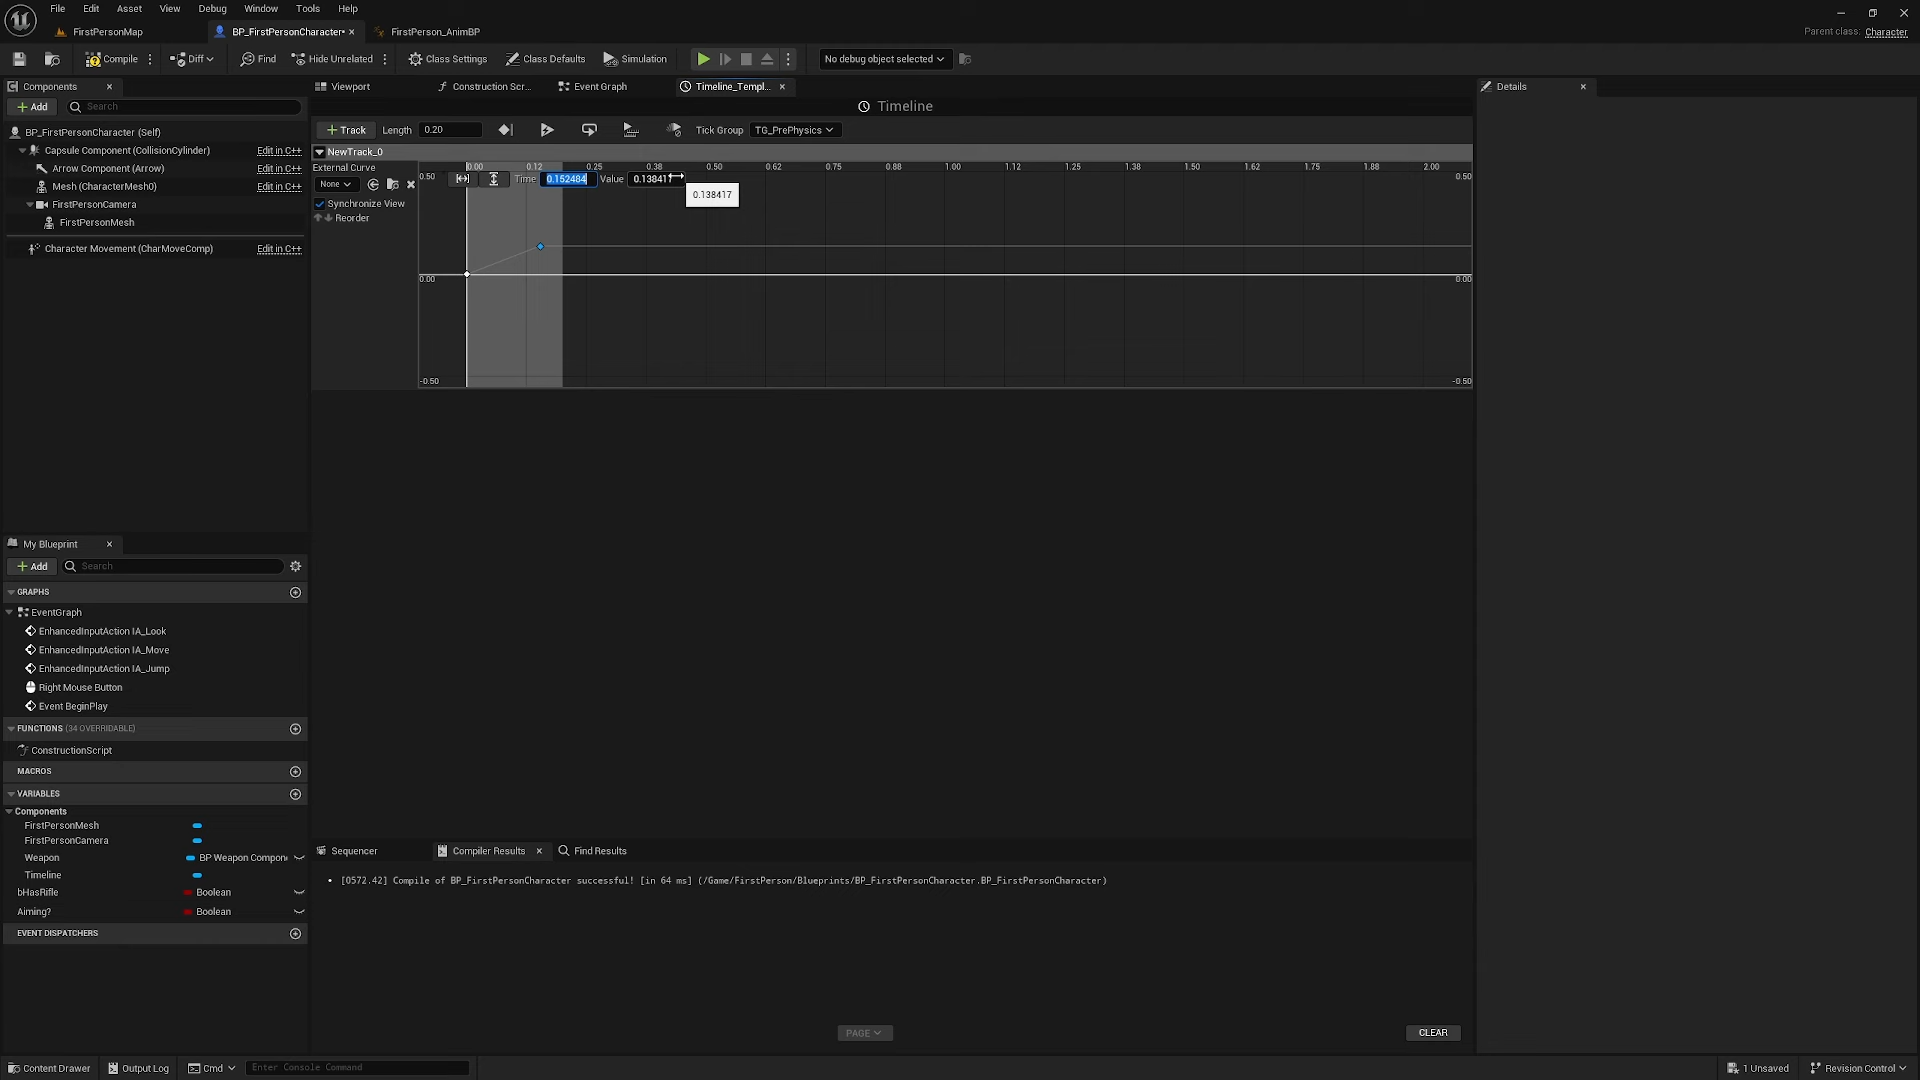 File Edit Asset View Debug Window Tools Help
FirstPersonMap BP_FirstPersonCharacter• × FirstPerson_AnimBP Parent class: Character
Compile Diff Find Hide Unrelated Class Settings Class Defaults Simulation No debug object selected
Components × Viewport Construction Scr... Event Graph Timeline_Templ... × Details ×
Add Search Timeline
Track Length 0.20 Tick Group TG_PrePhysics
BP_FirstPersonCharacter (Self)
Capsule Component (CollisionCylinder) Edit in C++
Arrow Component (Arrow) Edit in C++
Mesh (CharacterMesh0) Edit in C++
FirstPersonCamera
FirstPersonMesh
Character Movement (CharMoveComp) Edit in C++
NewTrack_0
External Curve
None
Synchronize View
Reorder
0.00 0.12 0.25 0.38 0.50 0.62 0.75 0.88 1.00 1.12 1.25 1.38 1.50 1.62 1.75 1.88 2.00
0.50 Time 0.152484 Value 0.138417 0.50
0.138417
0.00 0.00
-0.50 -0.50
My Blueprint ×
Add Search
GRAPHS
EventGraph
EnhancedInputAction IA_Look
EnhancedInputAction IA_Move
EnhancedInputAction IA_Jump
Right Mouse Button
Event BeginPlay
FUNCTIONS (34 OVERRIDABLE)
ConstructionScript
MACROS
VARIABLES
Components
FirstPersonMesh
FirstPersonCamera
Weapon BP Weapon Compon
Timeline
bHasRifle Boolean
Aiming? Boolean
EVENT DISPATCHERS
Sequencer Compiler Results × Find Results
• [0572.42] Compile of BP_FirstPersonCharacter successful! [in 64 ms] (/Game/FirstPerson/Blueprints/BP_FirstPersonCharacter.BP_FirstPersonCharacter)
PAGE CLEAR
Content Drawer Output Log Cmd Enter Console Command 1 Unsaved Revision Control